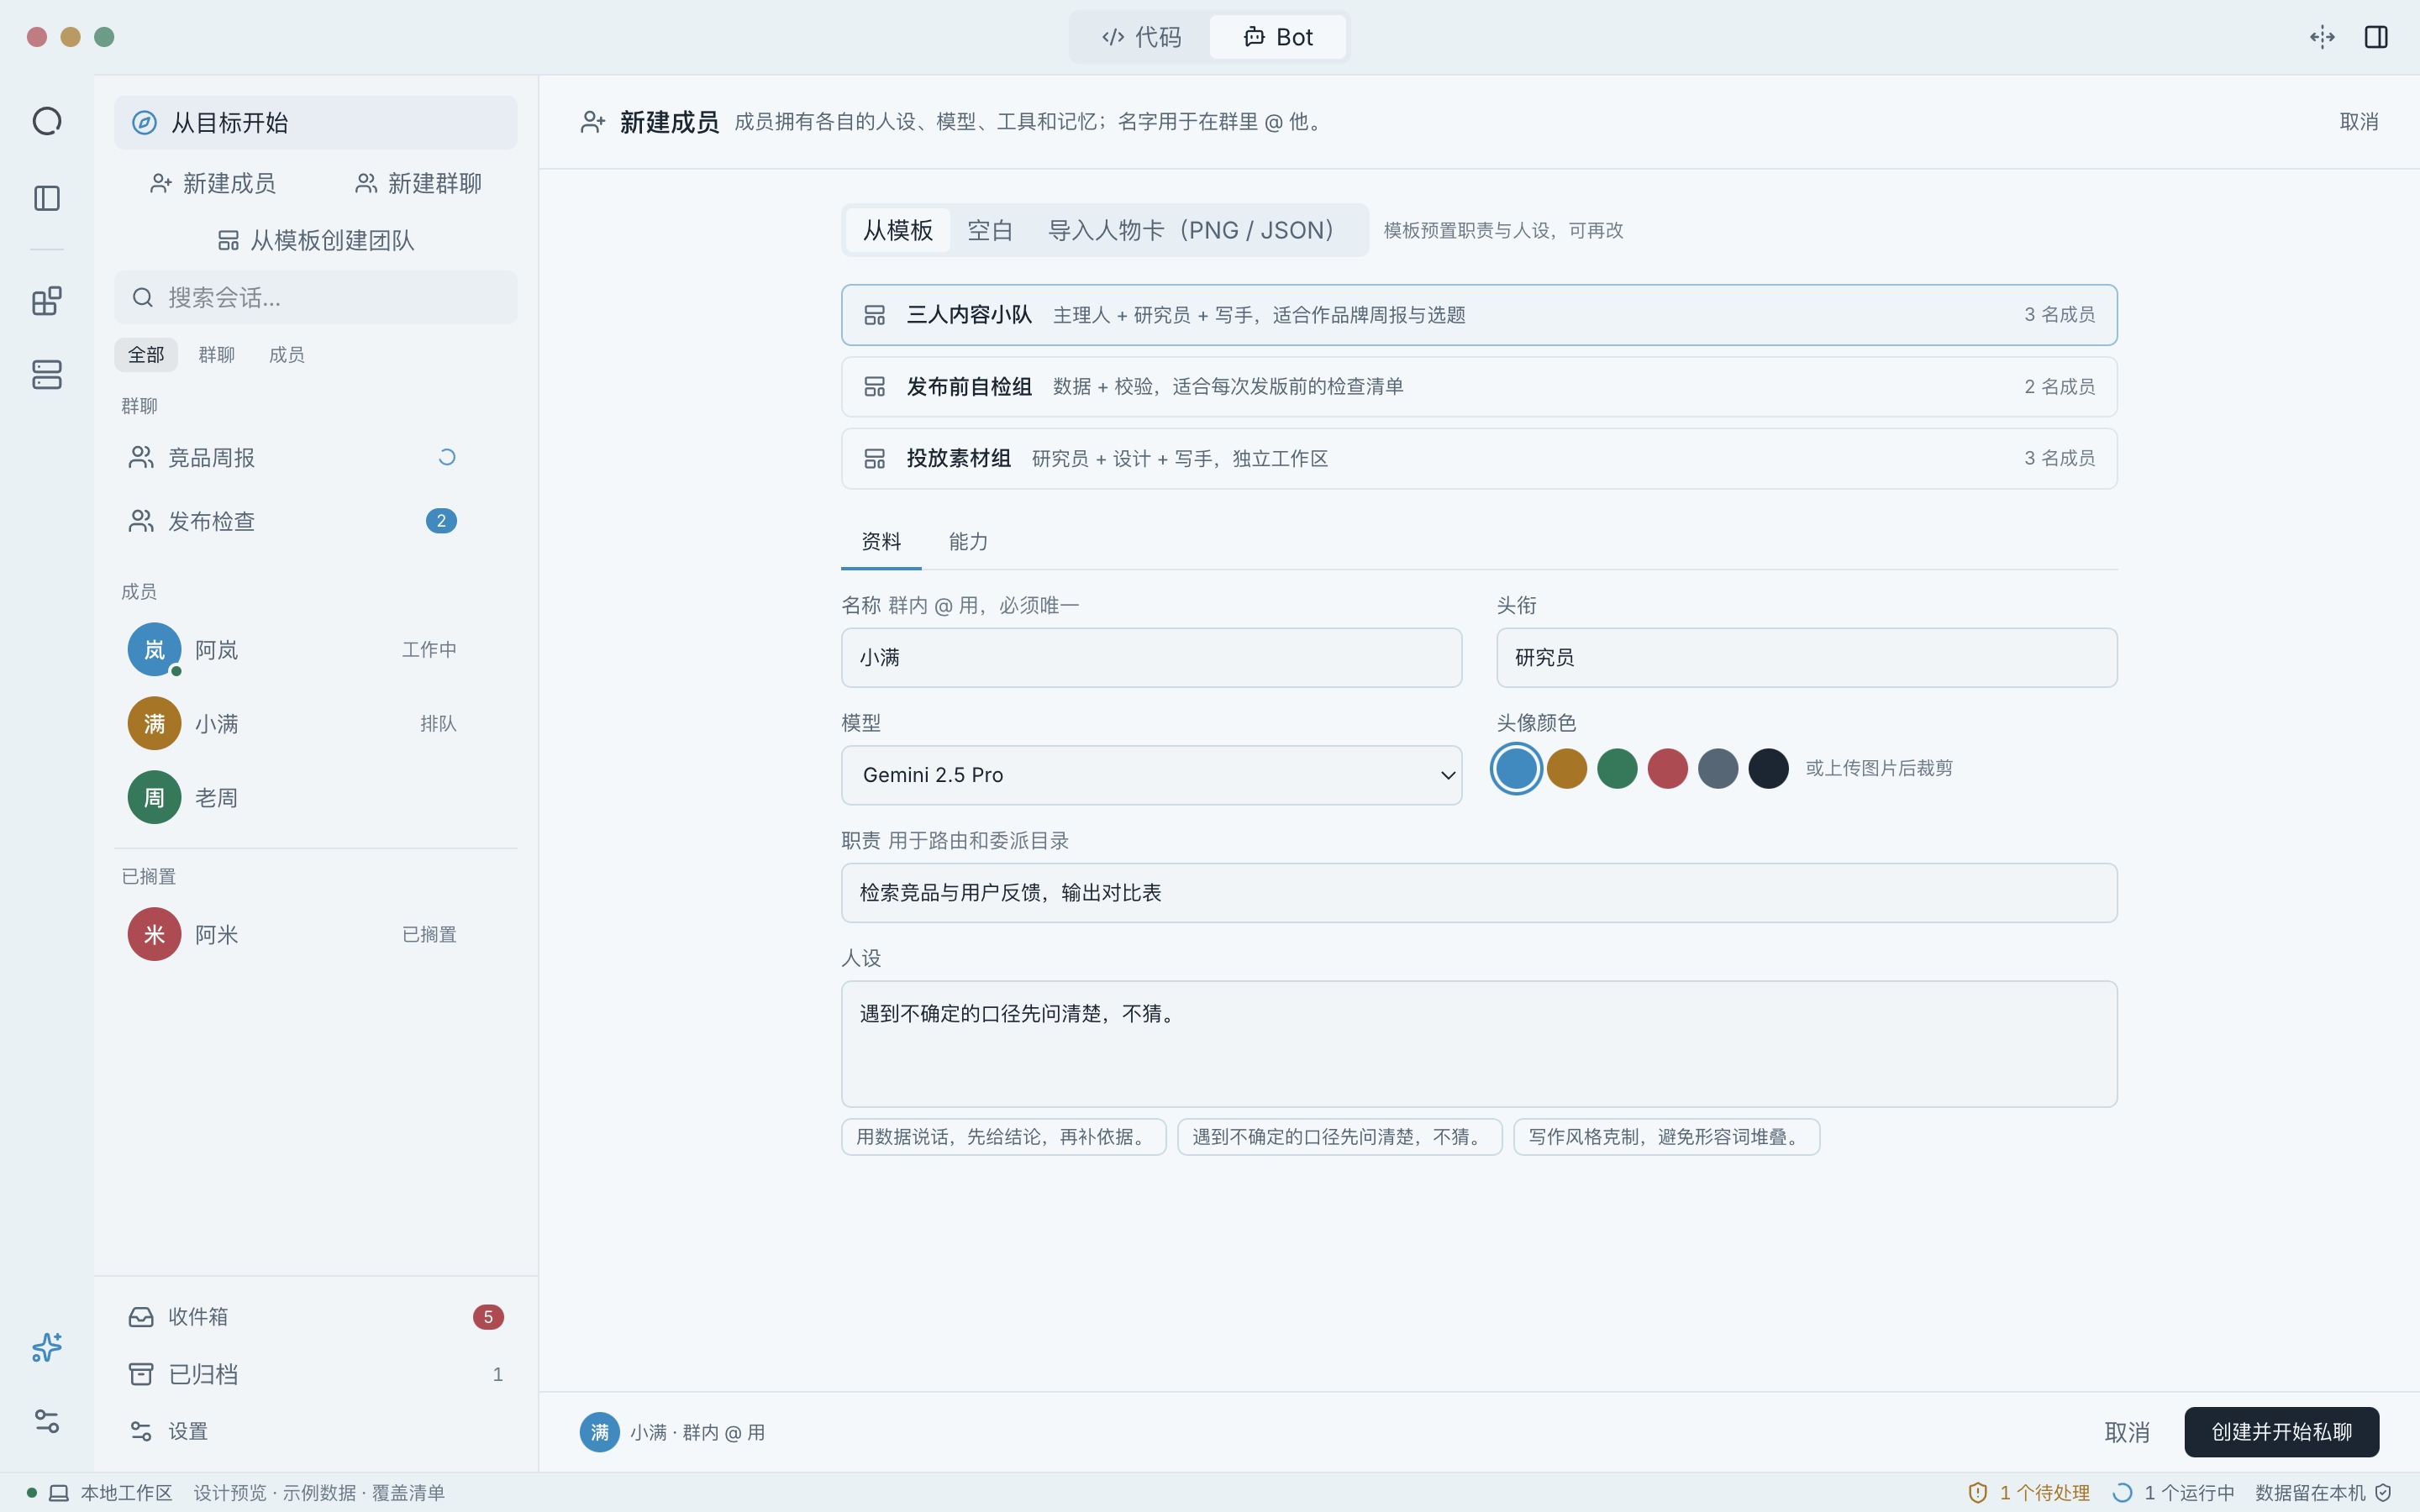 代码
Bot
从目标开始
新建成员
新建群聊
从模板创建团队
搜索会话...
全部
群聊
成员
群聊
竞品周报
发布检查
2
成员
岚
阿岚
工作中
满
小满
排队
周
老周
已搁置
米
阿米
已搁置
收件箱
5
已归档
1
设置
新建成员
成员拥有各自的人设、模型、工具和记忆；名字用于在群里 @ 他。
取消
从模板
空白
导入人物卡（PNG / JSON）
模板预置职责与人设，可再改
三人内容小队
主理人 + 研究员 + 写手，适合作品牌周报与选题
3 名成员
发布前自检组
数据 + 校验，适合每次发版前的检查清单
2 名成员
投放素材组
研究员 + 设计 + 写手，独立工作区
3 名成员
资料
能力
名称 群内 @ 用，必须唯一
头衔
小满
研究员
模型
头像颜色
Gemini 2.5 Pro
或上传图片后裁剪
职责 用于路由和委派目录
检索竞品与用户反馈，输出对比表
人设
遇到不确定的口径先问清楚，不猜。
用数据说话，先给结论，再补依据。
遇到不确定的口径先问清楚，不猜。
写作风格克制，避免形容词堆叠。
满
小满 · 群内 @ 用
取消
创建并开始私聊
本地工作区
设计预览 · 示例数据 · 覆盖清单
1 个待处理
1 个运行中
数据留在本机